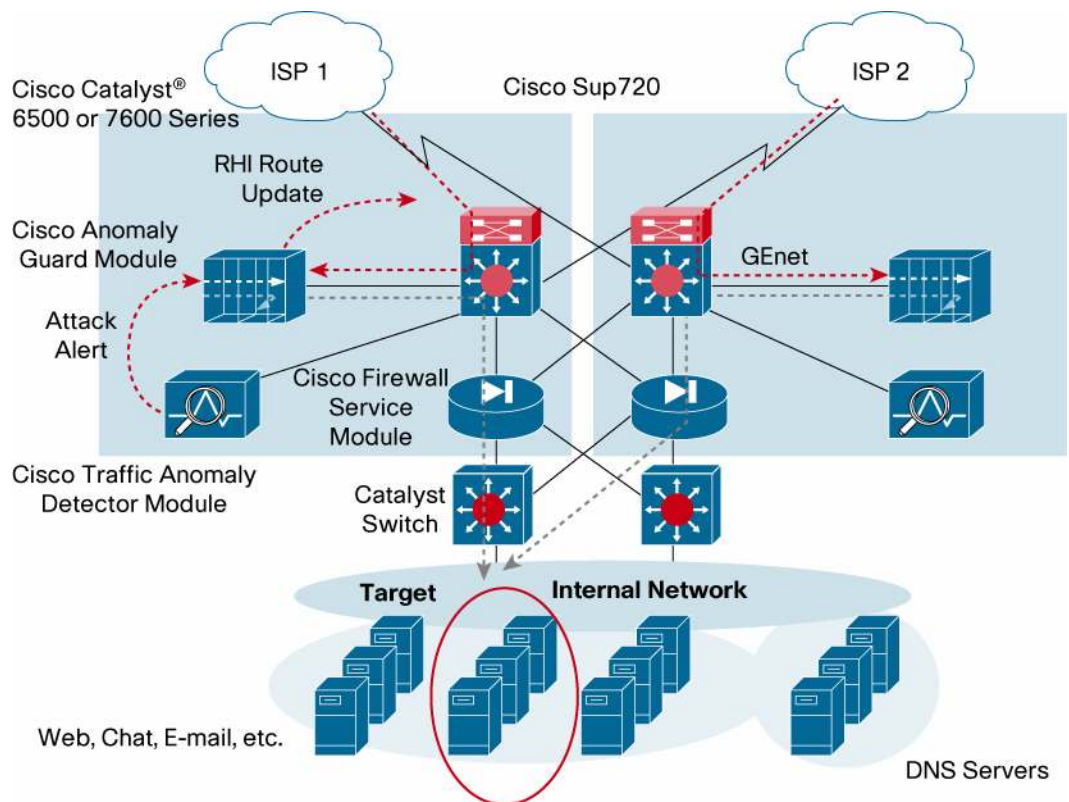 ISP 1
ISP 2
Cisco Catalyst®
6500 or 7600 Series
Cisco Sup720
RHI Route
Update
Cisco Anomaly
Guard Module
GEnet
Attack
Alert
Cisco Firewall
Service
Module
Cisco Traffic Anomaly
Detector Module
Catalyst
Switch
Target
Internal Network
Web, Chat, E-mail, etc.
DNS Servers